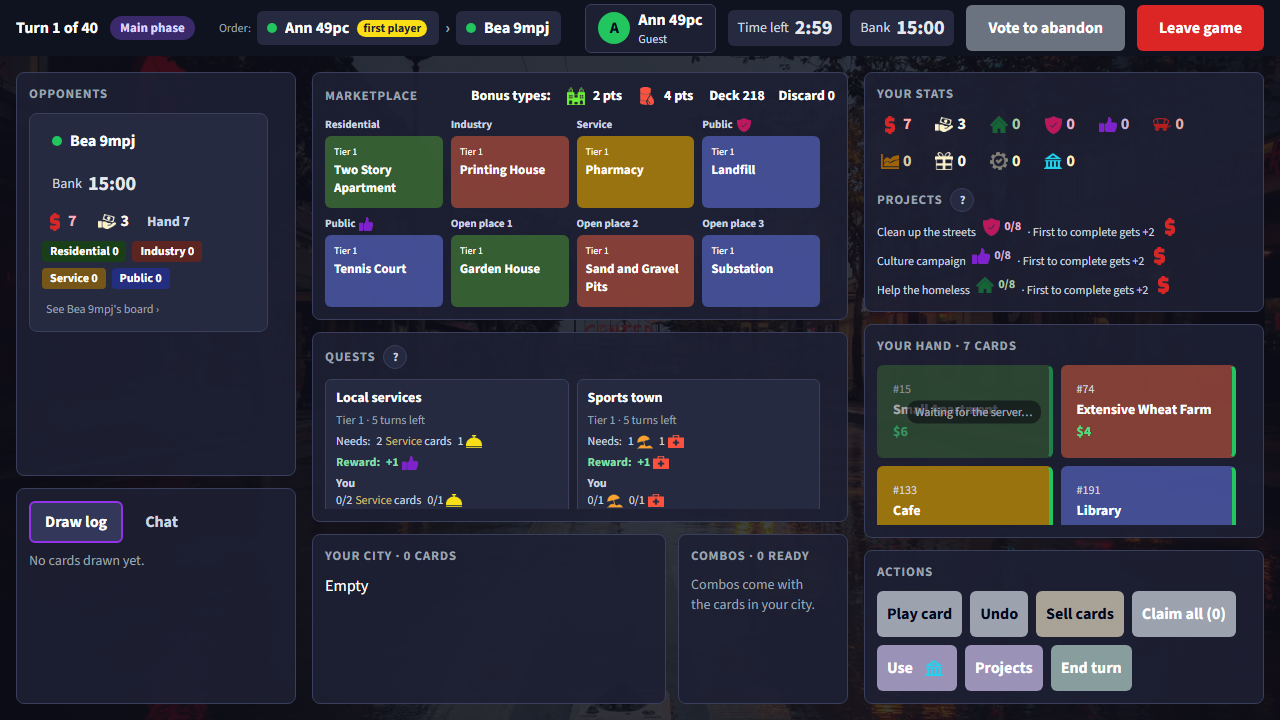 Turn 1 of 40 Main phase Order: Ann 49pc first player › Bea 9mpj A Ann 49pc Guest Time left 2:59 Bank 15:00 Vote to abandon Leave game
OPPONENTS
Bea 9mpj
Bank 15:00
7 3 Hand 7
Residential 0 Industry 0
Service 0 Public 0
See Bea 9mpj's board ›
Draw log Chat
No cards drawn yet.
MARKETPLACE Bonus types: 2 pts 4 pts Deck 218 Discard 0
Residential Industry Service Public
Tier 1 Tier 1 Tier 1 Tier 1
Two Story Apartment Printing House Pharmacy Landfill
Public Open place 1 Open place 2 Open place 3
Tier 1 Tier 1 Tier 1 Tier 1
Tennis Court Garden House Sand and Gravel Pits Substation
QUESTS ?
Local services
Tier 1 · 5 turns left
Needs: 2 Service cards 1
Reward: +1
You
0/2 Service cards 0/1
Sports town
Tier 1 · 5 turns left
Needs: 1 1
Reward: +1
You
0/1 0/1
YOUR CITY · 0 CARDS
Empty
COMBOS · 0 READY
Combos come with
the cards in your city.
YOUR STATS
7 3 0 0 0 0
0 0 0 0
PROJECTS ?
Clean up the streets 0/8 · First to complete gets +2
Culture campaign 0/8 · First to complete gets +2
Help the homeless 0/8 · First to complete gets +2
YOUR HAND · 7 CARDS
#15
$6
Waiting for the server…
#74
Extensive Wheat Farm
$4
#133
Cafe
#191
Library
ACTIONS
Play card Undo Sell cards Claim all (0)
Use Projects End turn